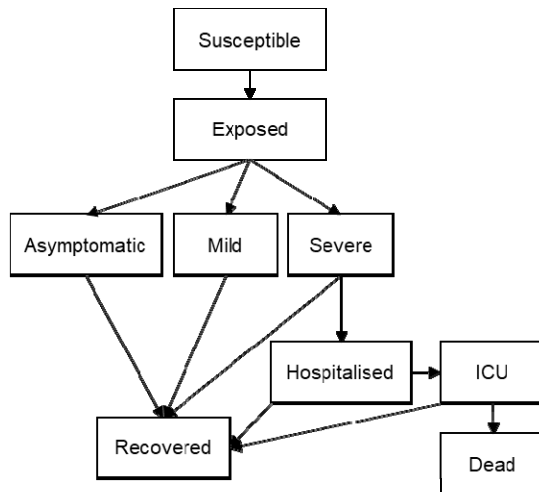 Susceptible
Exposed
Asymptomatic
Mild
Severe
Hospitalised
ICU
Recovered
Dead